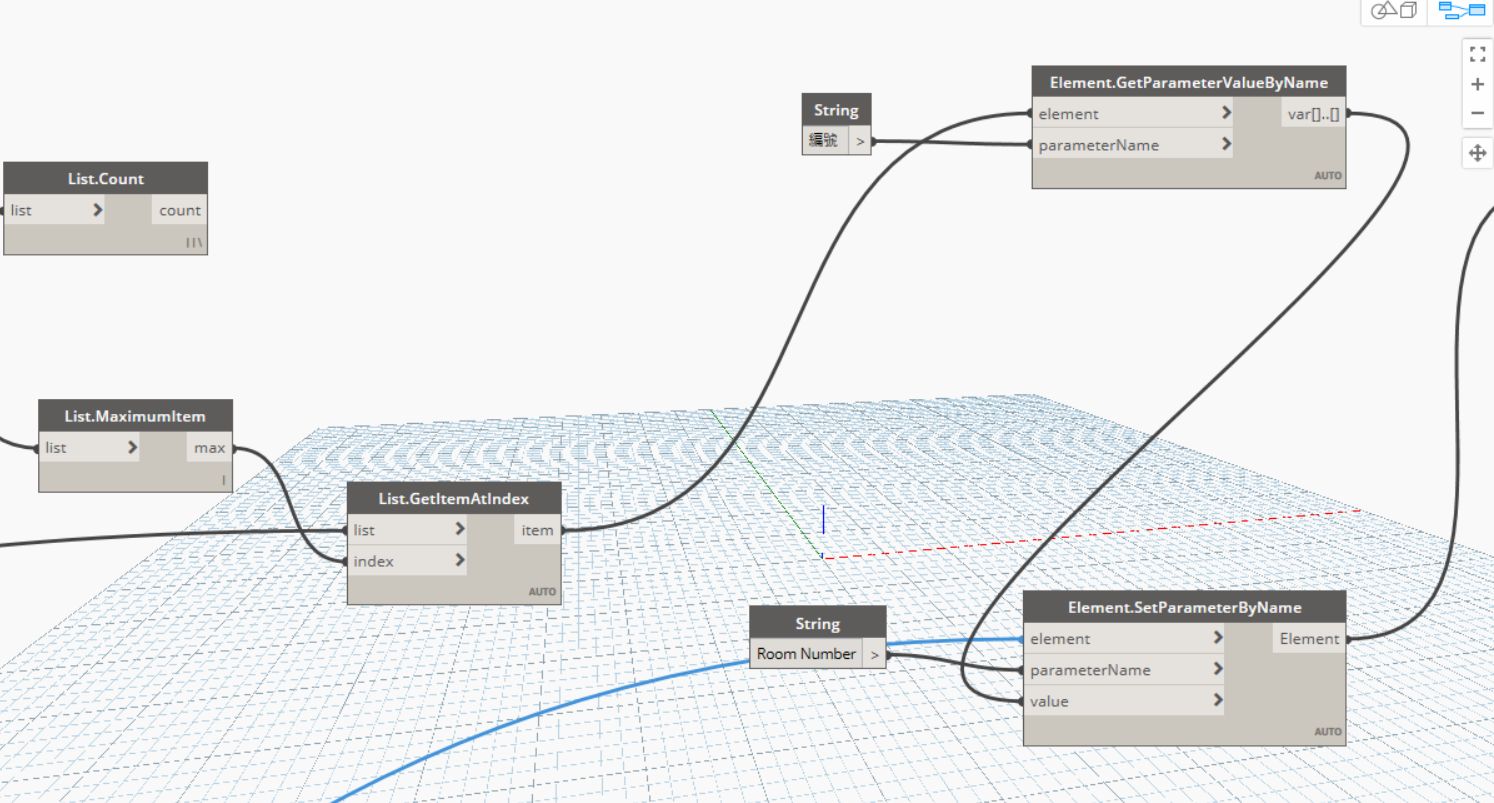 Element.GetParameterValueByName
String
element
var[]..[]
編號
>
parameterName
AUTO
List.Count
list
count
||\
List.MaximumItem
list
max
|
List.GetItemAtIndex
list
item
index
AUTO
Element.SetParameterByName
String
element
Element
Room Number
>
parameterName
value
AUTO